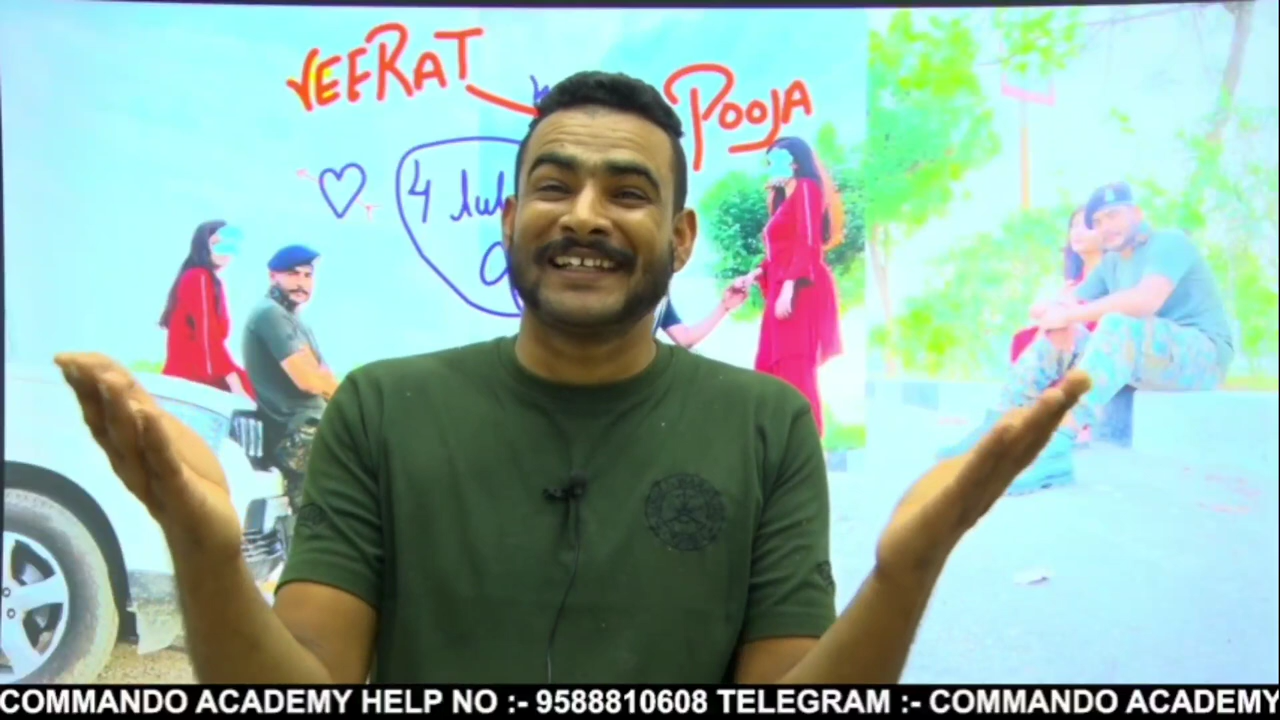 VEERAT
POOJA
4
COMMANDO ACADEMY HELP NO :- 9588810608 TELEGRAM :- COMMANDO ACADEMY